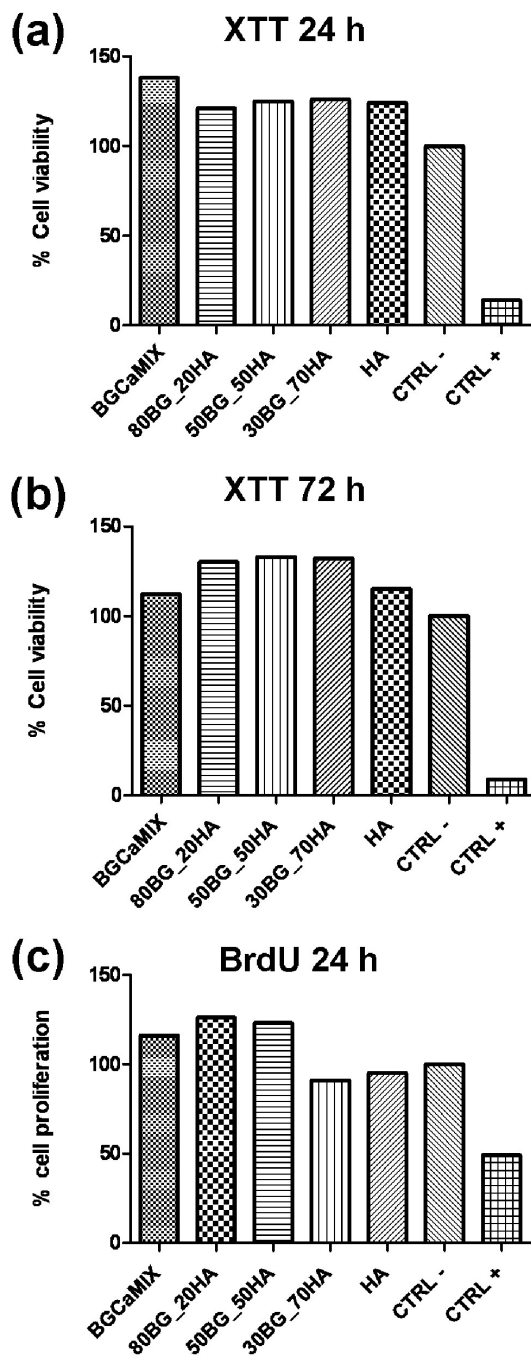 (a) XTT 24 h
% Cell viability
150
100
50
0
BGCaMIX
80BG_20HA
50BG_50HA
30BG_70HA
HA
CTRL -
CTRL +
(b) XTT 72 h
% Cell viability
150
100
50
0
BGCaMIX
80BG_20HA
50BG_50HA
30BG_70HA
HA
CTRL -
CTRL +
(c) BrdU 24 h
% cell proliferation
150
100
50
0
BGCaMIX
80BG_20HA
50BG_50HA
30BG_70HA
HA
CTRL -
CTRL +